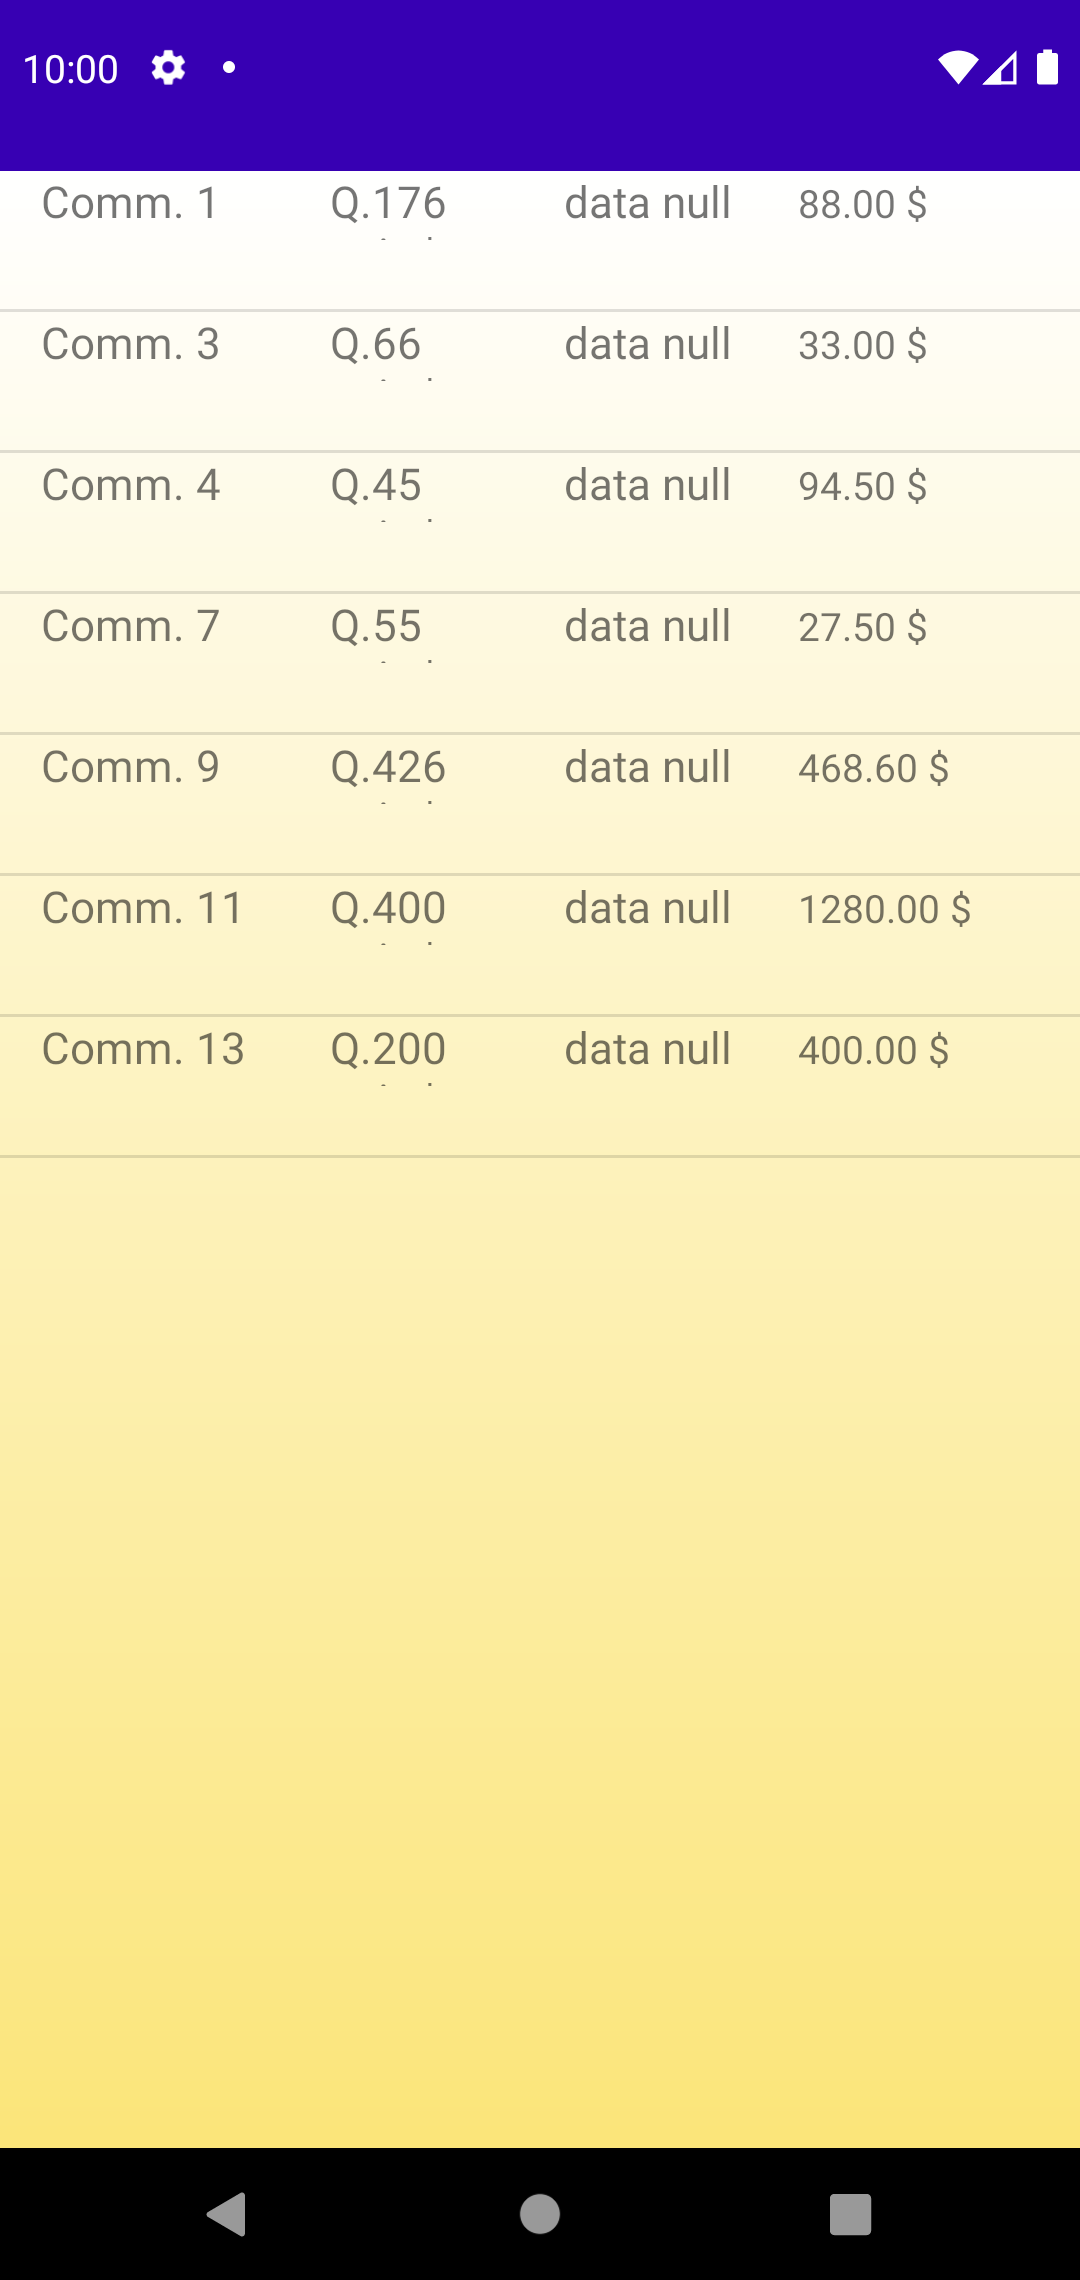 10:00
Comm. 1 Q.176 data null 88.00 $
Comm. 3 Q.66 data null 33.00 $
Comm. 4 Q.45 data null 94.50 $
Comm. 7 Q.55 data null 27.50 $
Comm. 9 Q.426 data null 468.60 $
Comm. 11 Q.400 data null 1280.00 $
Comm. 13 Q.200 data null 400.00 $